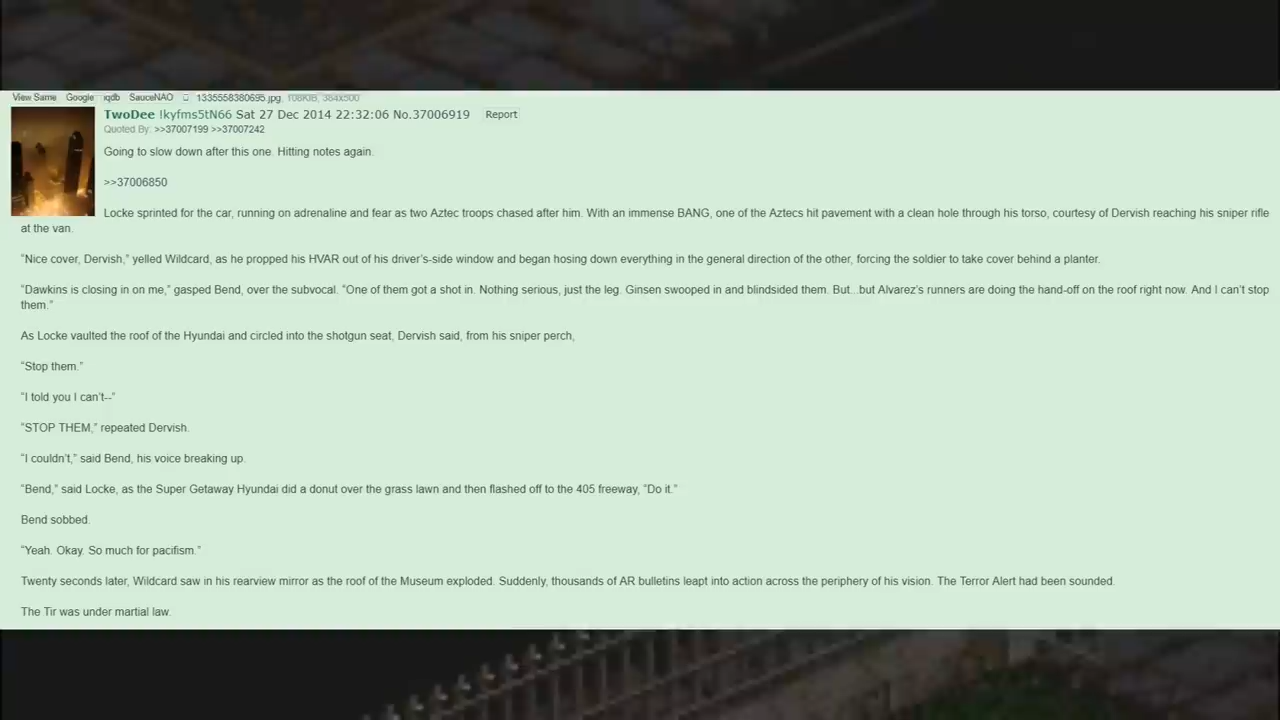 View Same Google iqdb SauceNAO 1335558380695.jpg, 108KiB, 384x500
TwoDee !kyfms5tN66 Sat 27 Dec 2014 22:32:06 No.37006919 Report
Quoted By: >>37007199 >>37007242
Going to slow down after this one. Hitting notes again.
>>37006850
Locke sprinted for the car, running on adrenaline and fear as two Aztec troops chased after him. With an immense BANG, one of the Aztecs hit pavement with a clean hole through his torso, courtesy of Dervish reaching his sniper rifle
at the van.
“Nice cover, Dervish,” yelled Wildcard, as he propped his HVAR out of his driver’s-side window and began hosing down everything in the general direction of the other, forcing the soldier to take cover behind a planter.
“Dawkins is closing in on me,” gasped Bend, over the subvocal. “One of them got a shot in. Nothing serious, just the leg. Ginsen swooped in and blindsided them. But...but Alvarez’s runners are doing the hand-off on the roof right now. And I can’t stop
them.”
As Locke vaulted the roof of the Hyundai and circled into the shotgun seat, Dervish said, from his sniper perch,
“Stop them.”
“I told you I can’t--”
“STOP THEM,” repeated Dervish.
“I couldn’t,” said Bend, his voice breaking up.
“Bend,” said Locke, as the Super Getaway Hyundai did a donut over the grass lawn and then flashed off to the 405 freeway, “Do it.”
Bend sobbed.
“Yeah. Okay. So much for pacifism.”
Twenty seconds later, Wildcard saw in his rearview mirror as the roof of the Museum exploded. Suddenly, thousands of AR bulletins leapt into action across the periphery of his vision. The Terror Alert had been sounded.
The Tir was under martial law.